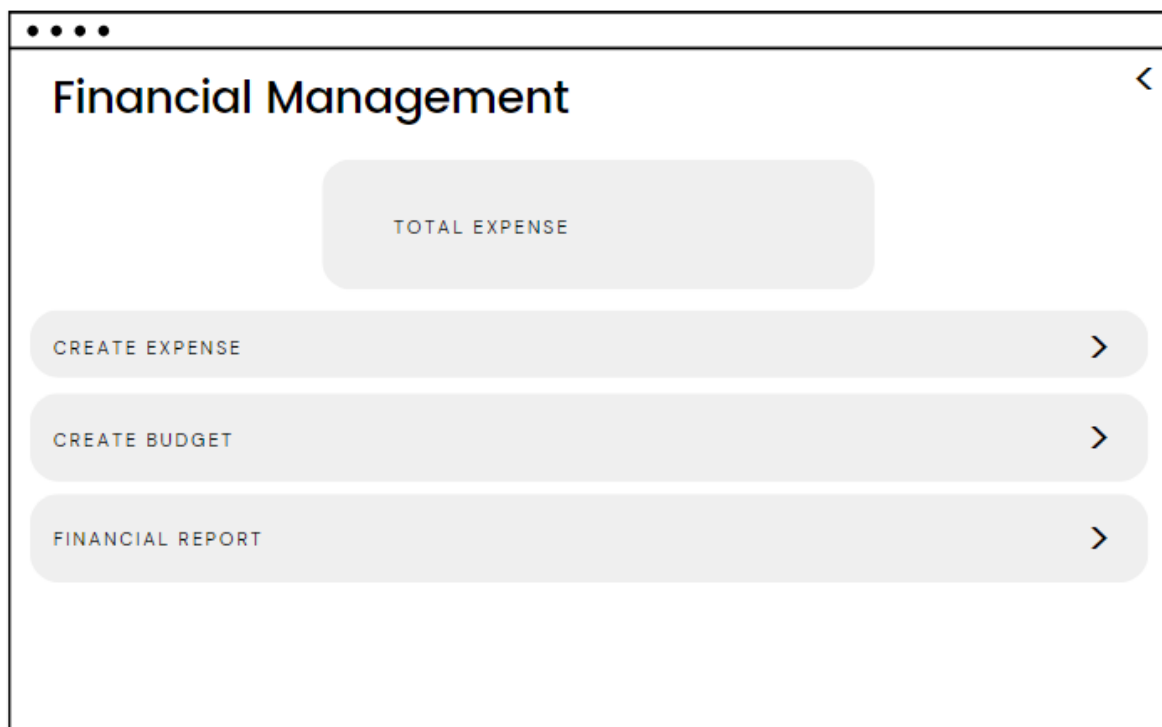 Financial Management
TOTAL EXPENSE
CREATE EXPENSE
CREATE BUDGET
FINANCIAL REPORT